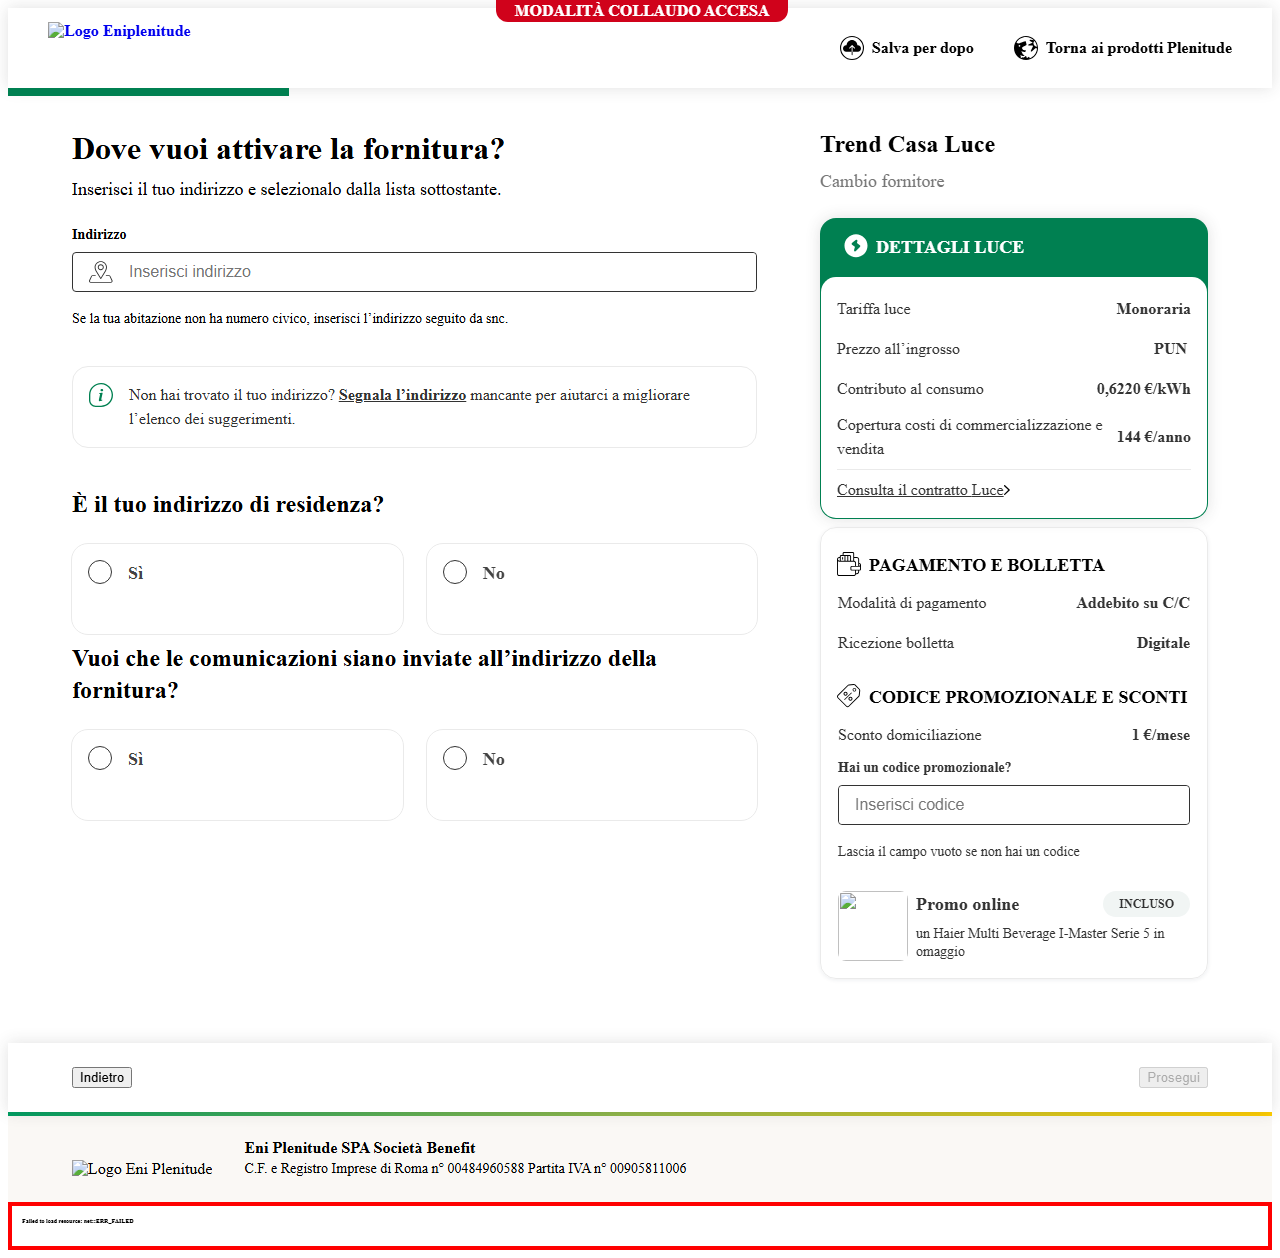 MODALITÀ COLLAUDO ACCESA
Logo Eniplenitude
Salva per dopo
Torna ai prodotti Plenitude
Dove vuoi attivare la fornitura?
Inserisci il tuo indirizzo e selezionalo dalla lista sottostante.
Indirizzo
Inserisci indirizzo
Se la tua abitazione non ha numero civico, inserisci l’indirizzo seguito da snc.
Non hai trovato il tuo indirizzo? Segnala l’indirizzo mancante per aiutarci a migliorare
l’elenco dei suggerimenti.
È il tuo indirizzo di residenza?
Sì
No
Vuoi che le comunicazioni siano inviate all’indirizzo della
fornitura?
Sì
No
Trend Casa Luce
Cambio fornitore
DETTAGLI LUCE
Tariffa luce Monoraria
Prezzo all’ingrosso PUN
Contributo al consumo 0,6220 €/kWh
Copertura costi di commercializzazione e
vendita 144 €/anno
Consulta il contratto Luce
PAGAMENTO E BOLLETTA
Modalità di pagamento Addebito su C/C
Ricezione bolletta Digitale
CODICE PROMOZIONALE E SCONTI
Sconto domiciliazione 1 €/mese
Hai un codice promozionale?
Inserisci codice
Lascia il campo vuoto se non hai un codice
Promo online INCLUSO
un Haier Multi Beverage I-Master Serie 5 in
omaggio
Indietro
Prosegui
Logo Eni Plenitude
Eni Plenitude SPA Società Benefit
C.F. e Registro Imprese di Roma n° 00484960588 Partita IVA n° 00905811006
Failed to load resource: net::ERR_FAILED